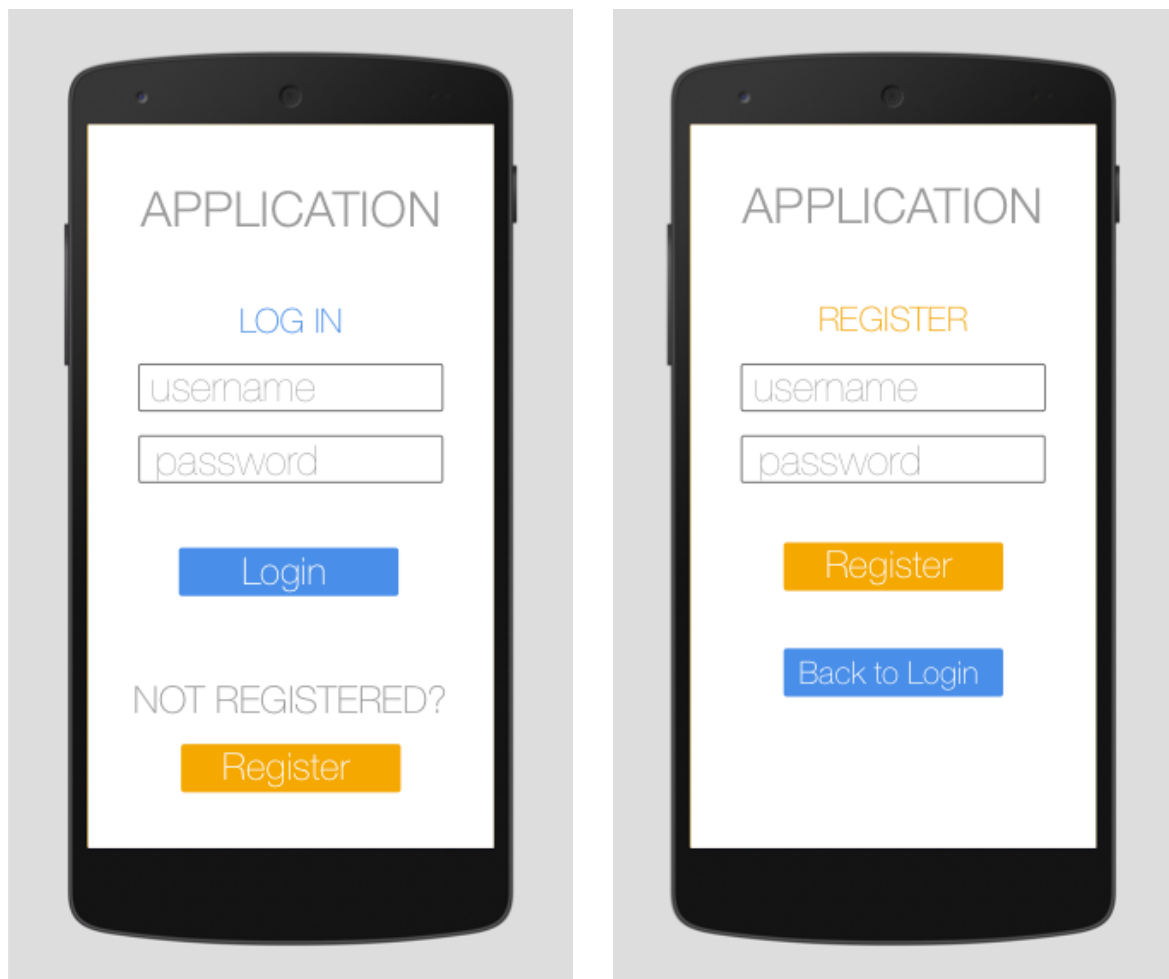 APPLICATION
LOG IN
username
password
Login
NOT REGISTERED?
Register
APPLICATION
REGISTER
username
password
Register
Back to Login